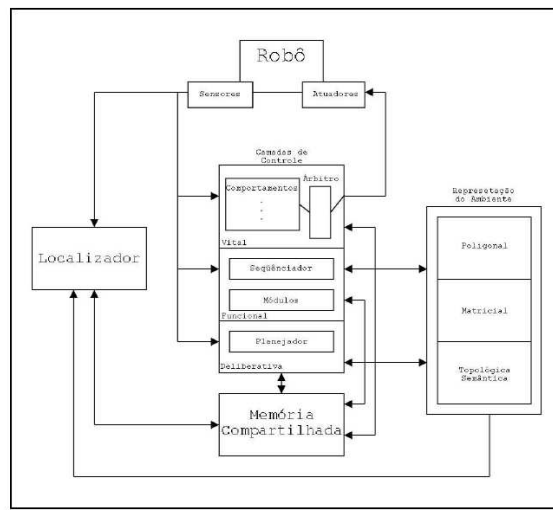 Robô
Sensores
Atuadores
Camadas de
Controle
Árbitro
Comportamentos
.
.
.
Vital
Seqüênciador
Módulos
Funcional
Planejador
Deliberativa
Memória
Compartilhada
Localizador
Represetação
do Ambiente
Poligonal
Matricial
Topológica
Semântica